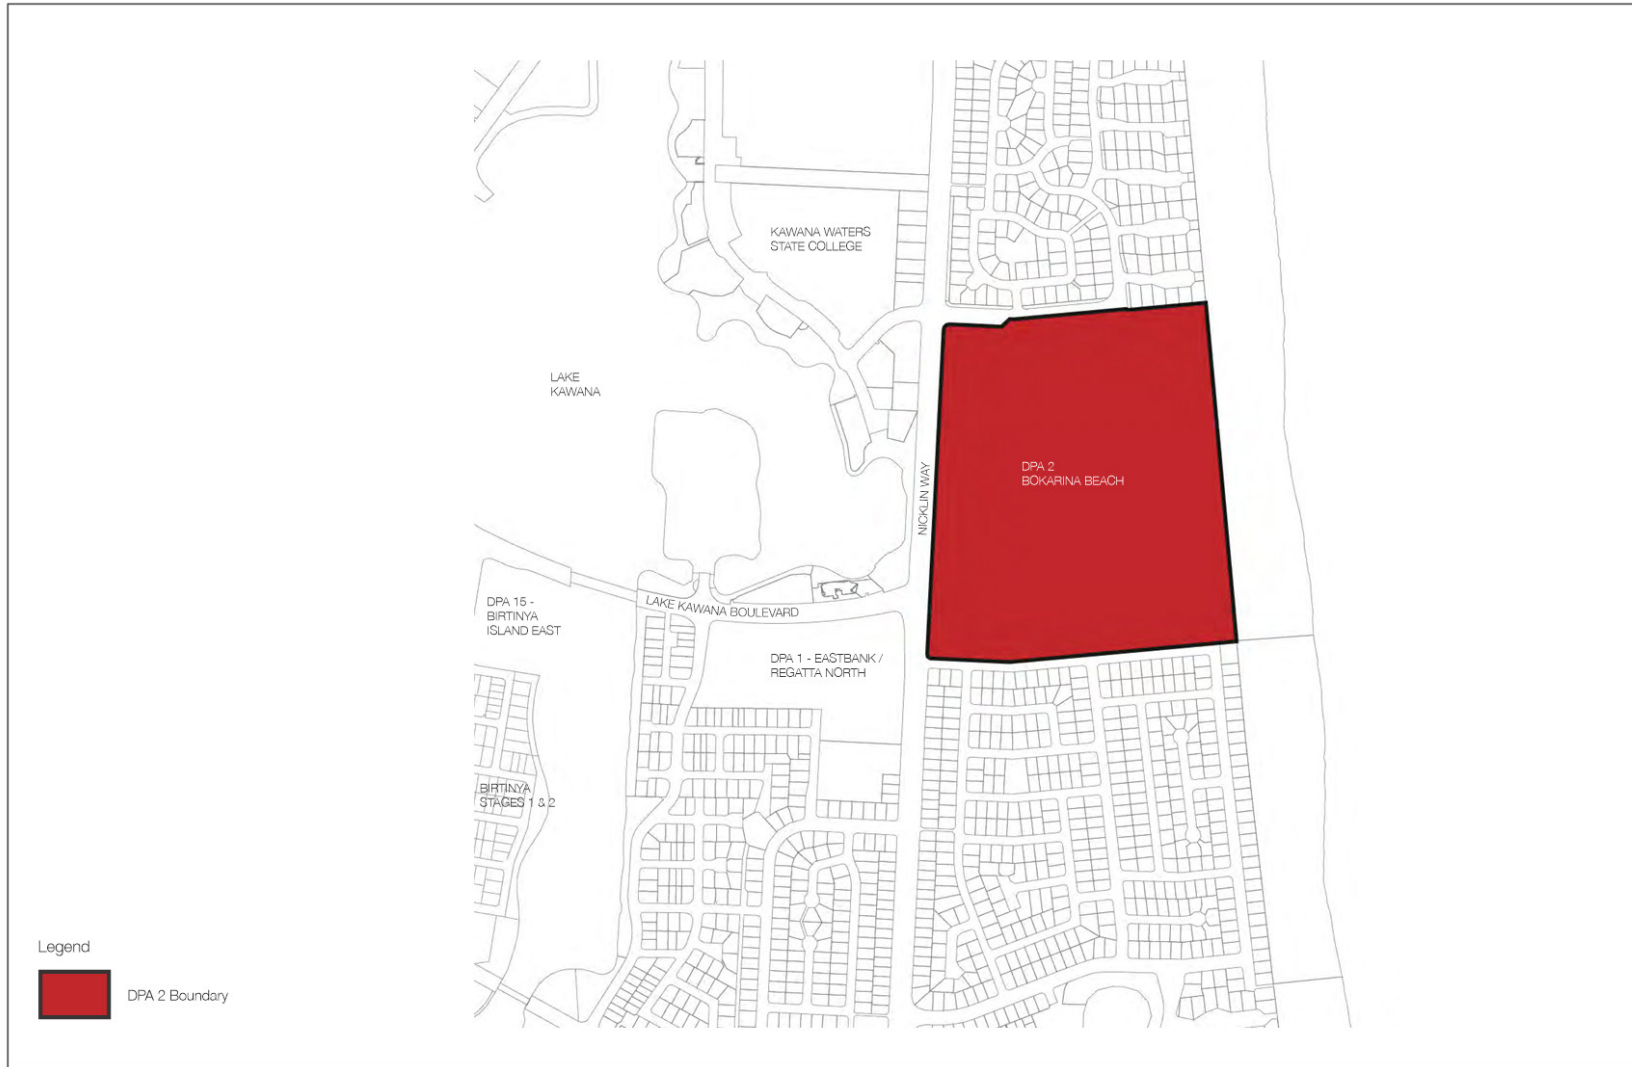 KAWANA WATERS
STATE COLLEGE
LAKE
KAWANA
DPA 2
BOKARINA BEACH
NICKLIN WAY
DPA 15 -
BIRTINYA
ISLAND EAST
LAKE KAWANA BOULEVARD
DPA 1 - EASTBANK /
REGATTA NORTH
BIRTINYA
STAGES 1 & 2
Legend
DPA 2 Boundary